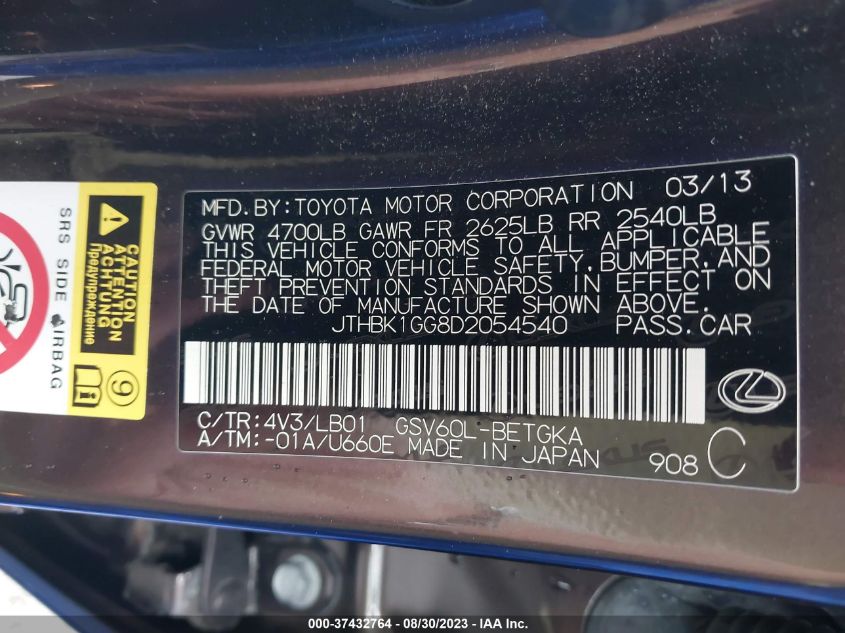 MFD.BY:TOYOTA MOTOR CORPORATION 03/13
GVWR 4700LB GAWR FR 2625LB RR 2540LB
THIS VEHICLE CONFORMS TO ALL APPLICABLE
FEDERAL MOTOR VEHICLE SAFETY,BUMPER,AND
THEFT PREVENTION STANDARDS IN EFFECT ON
THE DATE OF MANUFACTURE SHOWN ABOVE.
JTHBK1GG8D2054540 PASS.CAR
C/TR:4V3/LB01 GSV60L-BETGKA
A/TM:-01A/U660E MADE IN JAPAN 908 C
CAUTION
ATTENTION
ACHTUNG
Предупреждение
SRS SIDE AIRBAG
9
i
000-37432764 - 08/30/2023 - IAA Inc.